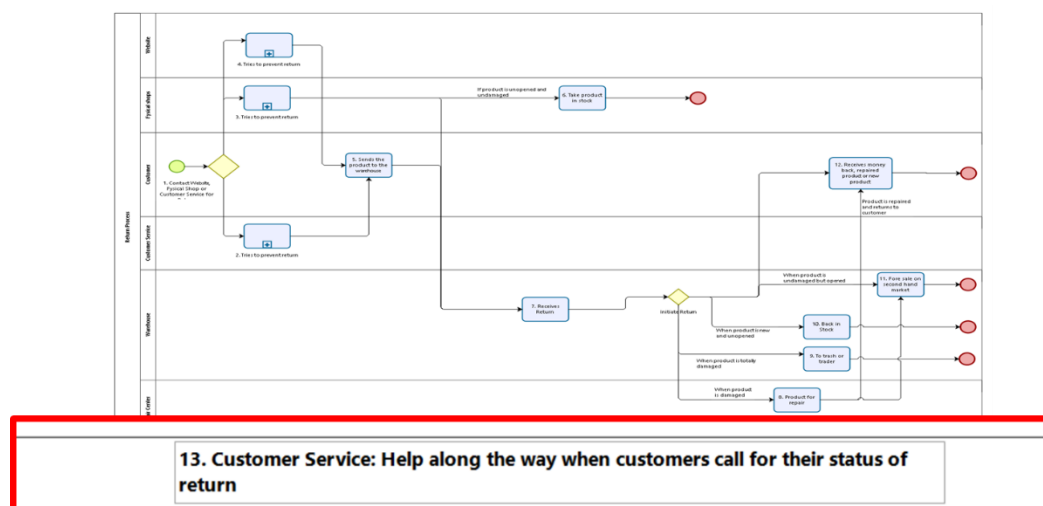 Return Process
Website
Fysical shops
Customer
Customer Service
Warehouse
Center
4. Tries to prevent return
3. Tries to prevent return
1. Contact Website,
Fysical Shop or
Customer Service for
2. Tries to prevent return
5. Sends the
product to the
warehouse
If product is unopened and
undamaged
6. Take product
in stock
7. Receives
Return
Initiate Return
12. Receives money
back, repaired
product or new
product
Product is repaired
and returns to
customer
When product is
undamaged but opened
11. Fore sale on
second hand
market
When product is new
and unopened
10. Back in
Stock
When product is totally
damaged
9. To trash or
trader
When product
is damaged
8. Product for
repair
13. Customer Service: Help along the way when customers call for their status of
return